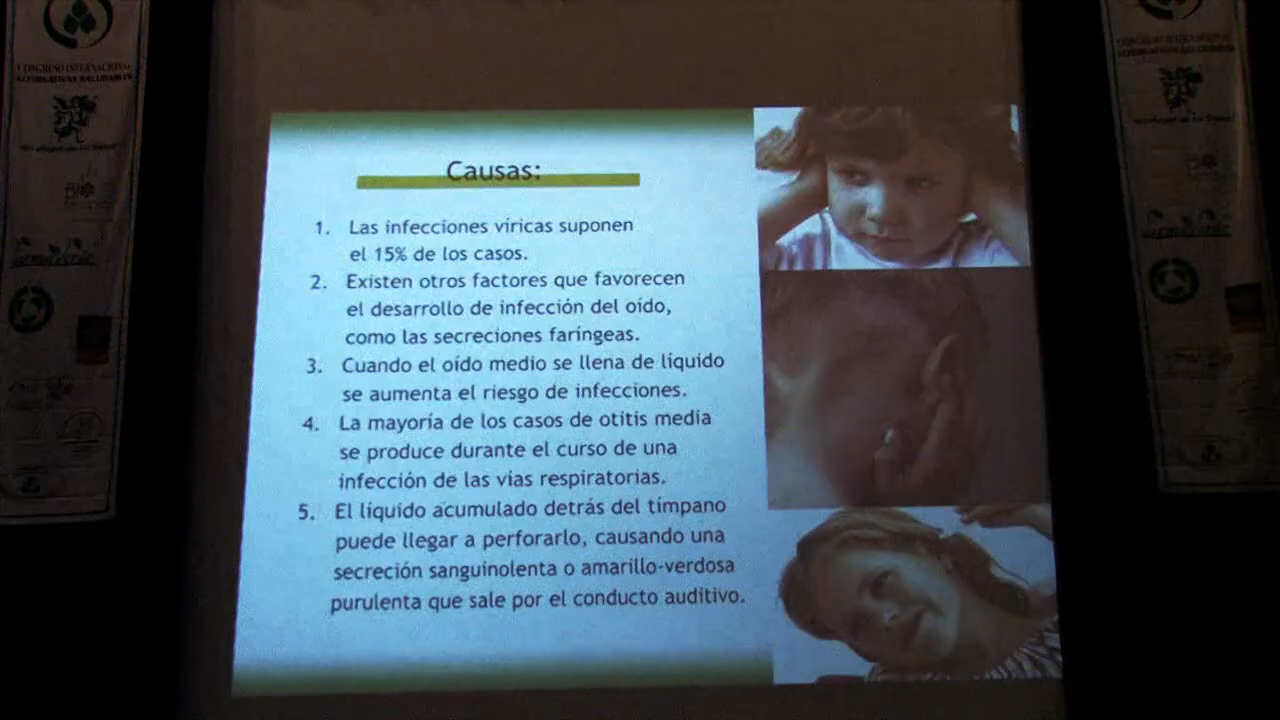 CONGRESO INTERNACIONAL
ALTERNATIVAS SALUDABLES
Causas:
1. Las infecciones víricas suponen
el 15% de los casos.
2. Existen otros factores que favorecen
el desarrollo de infección del oído,
como las secreciones faríngeas.
3. Cuando el oído medio se llena de líquido
se aumenta el riesgo de infecciones.
4. La mayoría de los casos de otitis media
se produce durante el curso de una
infección de las vías respiratorias.
5. El líquido acumulado detrás del tímpano
puede llegar a perforarlo, causando una
secreción sanguinolenta o amarillo-verdosa
purulenta que sale por el conducto auditivo.